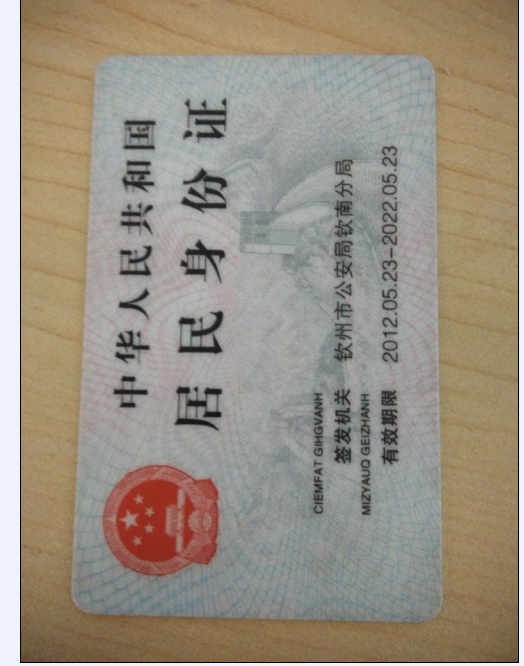 中华人民共和国
居民身份证
CIEMFAT GIHGVANH
签发机关 钦州市公安局钦南分局
MIZYAUQ GEIZHANH
有效期限 2012.05.23-2022.05.23